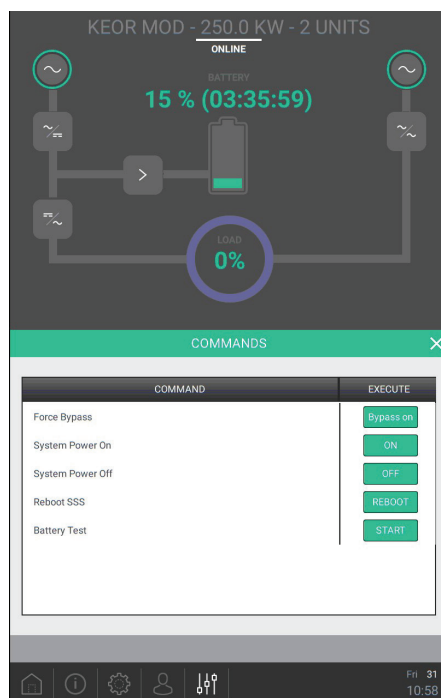 KEOR MOD - 250.0 KW - 2 UNITS
ONLINE
BATTERY
15 % (03:35:59)
LOAD
0%
COMMANDS
COMMAND EXECUTE
Force Bypass Bypass on
System Power On ON
System Power Off OFF
Reboot SSS REBOOT
Battery Test START
Fri 31
10:58